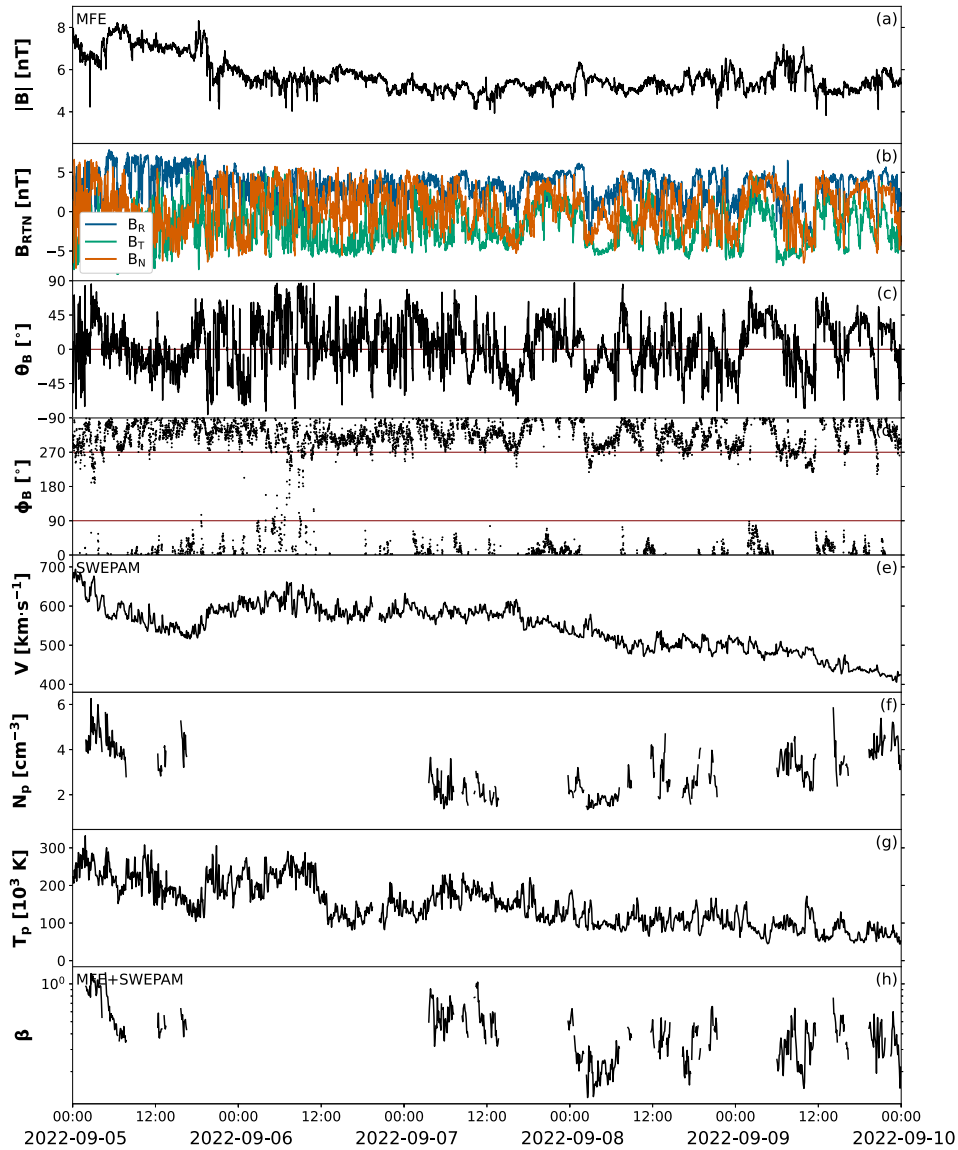 MFE
(a)
8
6
4
|B| [nT]
(b)
5
0
−5
B_RTN [nT]
B_R
B_T
B_N
(c)
90
45
0
−45
−90
θ_B [°]
270
180
90
0
ϕ_B [°]
SWEPAM
(e)
700
600
500
400
V [km·s⁻¹]
(f)
6
4
2
N_p [cm⁻³]
(g)
300
200
100
0
T_p [10³ K]
MFE+SWEPAM
(h)
10⁰
β
00:00 12:00 00:00 12:00 00:00 12:00 00:00 12:00 00:00 12:00 00:00
2022-09-05 2022-09-06 2022-09-07 2022-09-08 2022-09-09 2022-09-10